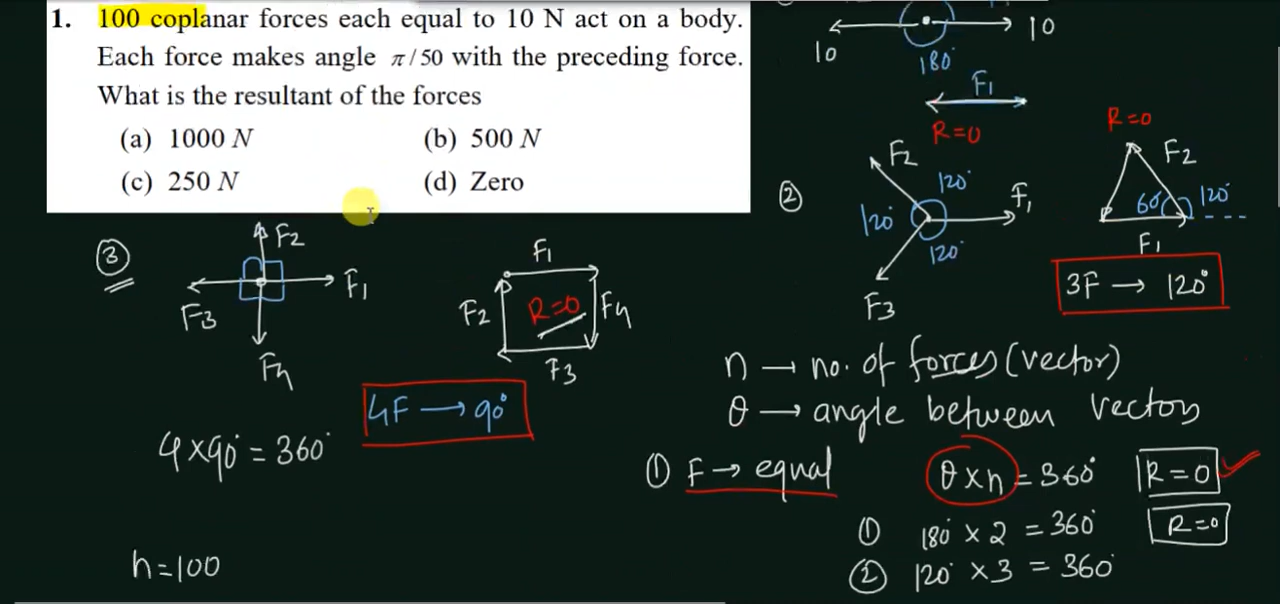 1. 100 coplanar forces each equal to 10 N act on a body.
Each force makes angle π/50 with the preceding force.
What is the resultant of the forces
(a) 1000 N (b) 500 N
(c) 250 N (d) Zero
10 10
180°
F1
R=0
②
F2
120°
F1
120°
120°
F3
R=0
F2
60° 120°
F1
3F → 120°
③
F2
F1
F3
F4
F1
F2 R=0 F4
F3
4F → 90°
4×90° = 360°
n → no. of forces (vector)
θ → angle between vectors
① F → equal θ×n = 360° R=0
① 180° × 2 = 360° R=0
② 120° × 3 = 360°
n=100